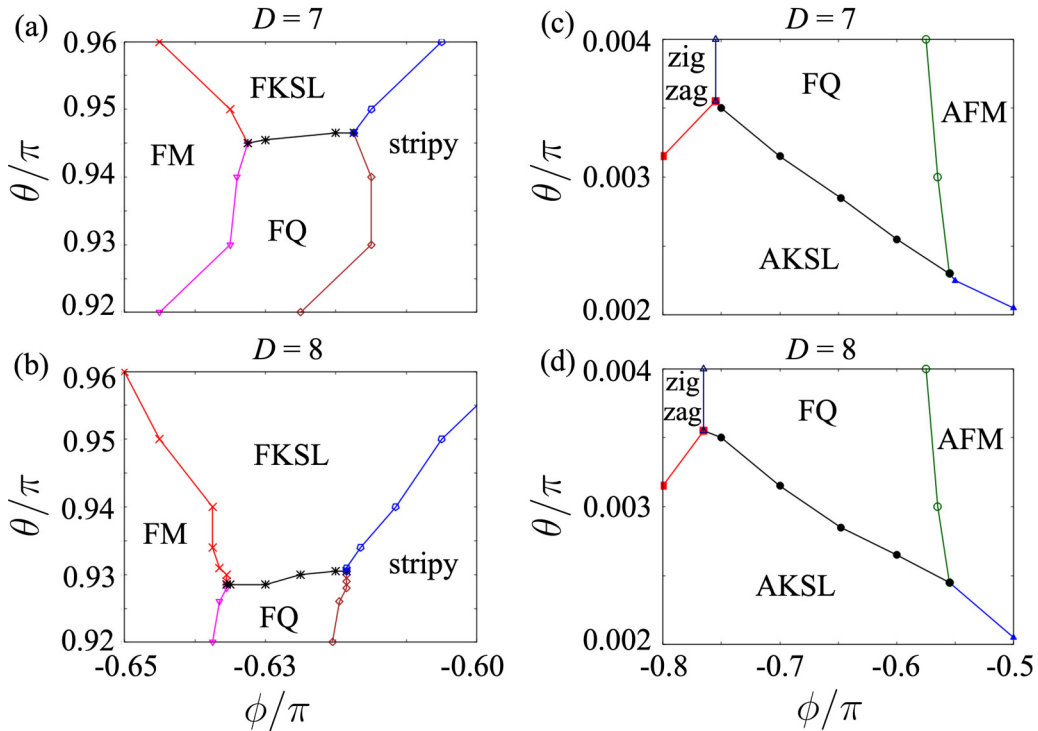 (a)
D = 7
θ/π
0.96
0.95
0.94
0.93
0.92
FKSL
FM
stripy
FQ
(b)
D = 8
θ/π
0.96
0.95
0.94
0.93
0.92
FKSL
FM
stripy
FQ
-0.65
-0.63
-0.60
ϕ/π
(c)
D = 7
θ/π
0.004
0.003
0.002
zig
zag
FQ
AFM
AKSL
(d)
D = 8
θ/π
0.004
0.003
0.002
zig
zag
FQ
AFM
AKSL
-0.8
-0.7
-0.6
-0.5
ϕ/π